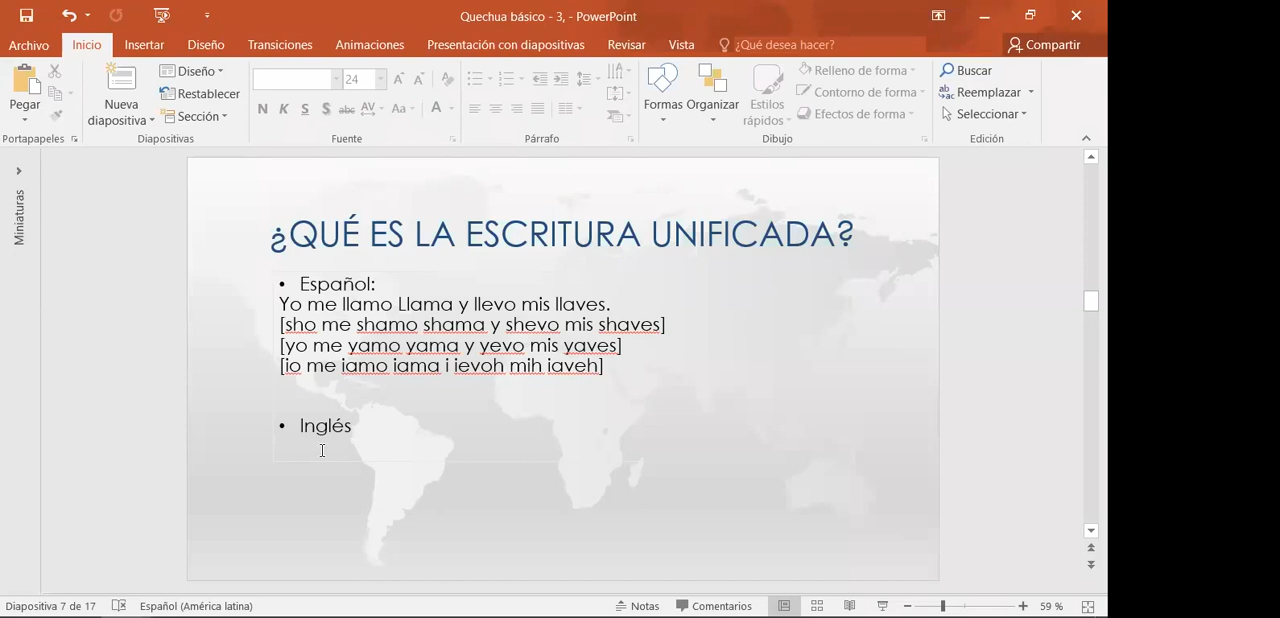 Quechua básico - 3, - PowerPoint
Archivo Inicio Insertar Diseño Transiciones Animaciones Presentación con diapositivas Revisar Vista ¿Qué desea hacer? Compartir
Pegar
Nueva diapositiva
Diseño
Restablecer
Sección
24
N K S S abc AV Aa A
Formas Organizar Estilos rápidos
Relleno de forma
Contorno de forma
Efectos de forma
Buscar
Reemplazar
Seleccionar
Portapapeles Diapositivas Fuente Párrafo Dibujo Edición
Miniaturas
¿QUÉ ES LA ESCRITURA UNIFICADA?
• Español:
Yo me llamo Llama y llevo mis llaves.
[sho me shamo shama y shevo mis shaves]
[yo me yamo yama y yevo mis yaves]
[io me iamo iama i ievoh mih iaveh]
• Inglés
Diapositiva 7 de 17 Español (América latina) Notas Comentarios 59 %